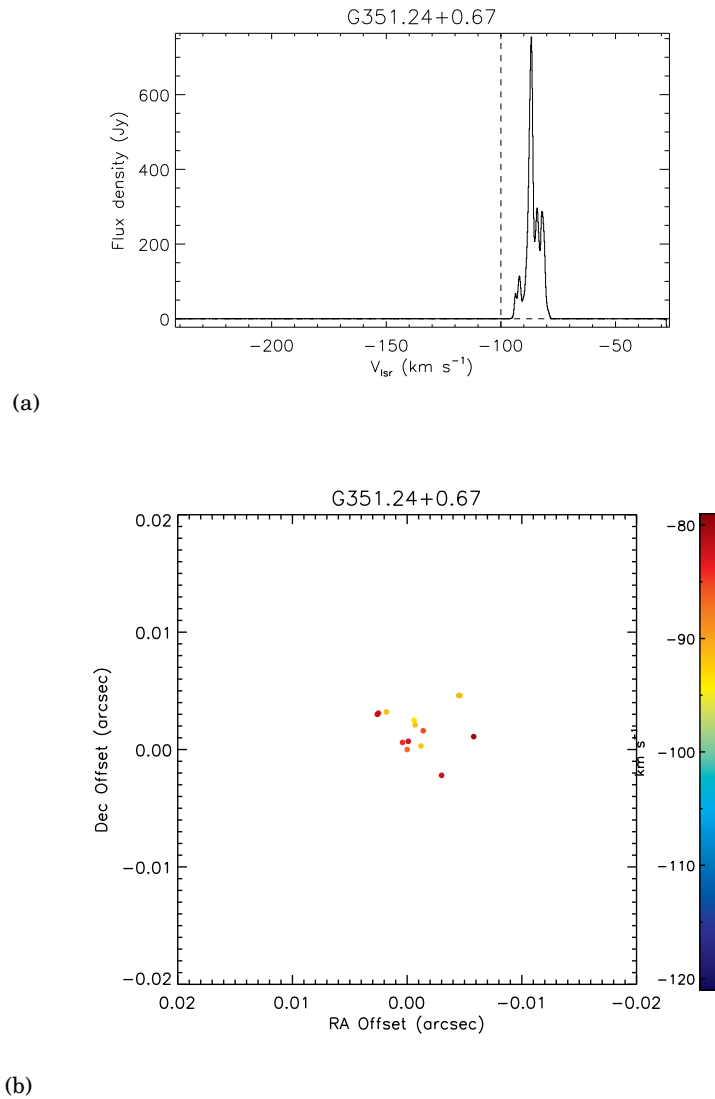 G351.24+0.67
Flux density (Jy)
600
400
200
0
−200 −150 −100 −50
V_lsr (km s⁻¹)
(a)
G351.24+0.67
Dec Offset (arcsec)
0.02
0.01
0.00
−0.01
−0.02
0.02 0.01 0.00 −0.01 −0.02
RA Offset (arcsec)
−80
−90
−100
−110
−120
km s⁻¹
(b)